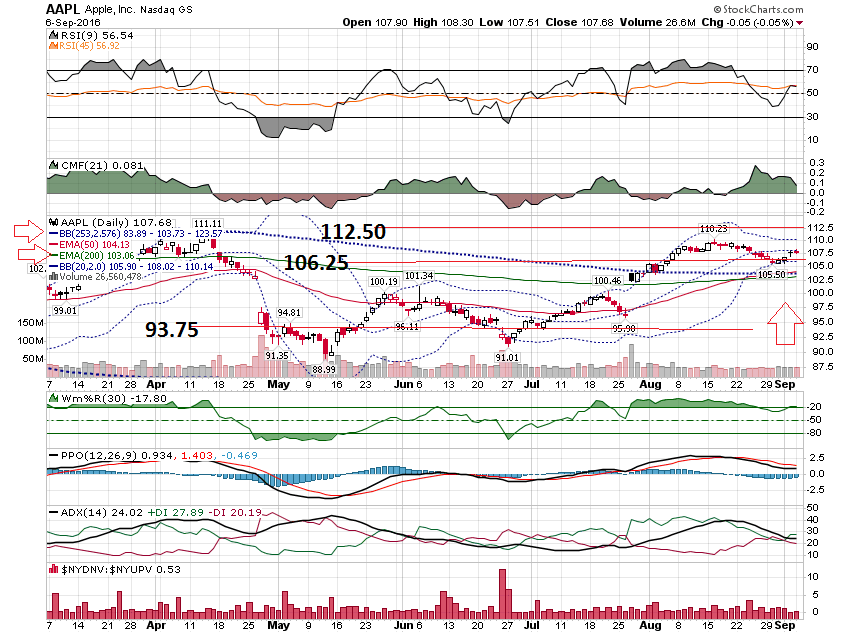 AAPL Apple, Inc. Nasdaq GS © StockCharts.com
6-Sep-2016 Open 107.90 High 108.30 Low 107.51 Close 107.68 Volume 26.6M Chg -0.05 (-0.05%)
RSI(9) 56.54
RSI(45) 56.92
90
70
50
30
10
CMF(21) 0.081
0.3
0.2
0.1
0.0
-0.1
-0.2
AAPL (Daily) 107.68
BB(253,2.576) 83.89 - 103.73 - 123.57
EMA(50) 104.13
EMA(200) 103.06
BB(20,2.0) 105.90 - 108.02 - 110.14
Volume 26,560,478
111.11
112.50
106.25
93.75
110.23
102.
99.01
94.81
91.35
88.99
100.19
101.34
96.11
91.01
100.46
95.98
105.50
112.5
110.0
107.5
105.0
102.5
100.0
97.5
95.0
92.5
90.0
87.5
150M
100M
50M
7 14 21 28 Apr 11 18 25 May 9 16 23 Jun 6 13 20 27 Jul 11 18 25 Aug 8 15 22 29 Sep
Wm%R(30) -17.80
-20
-50
-80
PPO(12,26,9) 0.934, 1.403, -0.469
2.5
0.0
-2.5
ADX(14) 24.02 +DI 27.89 -DI 20.19
50
40
30
20
10
$NYDNV:$NYUPV 0.53
10
5
0
7 14 21 28 Apr 11 18 25 May 9 16 23 Jun 6 13 20 27 Jul 11 18 25 Aug 8 15 22 29 Sep